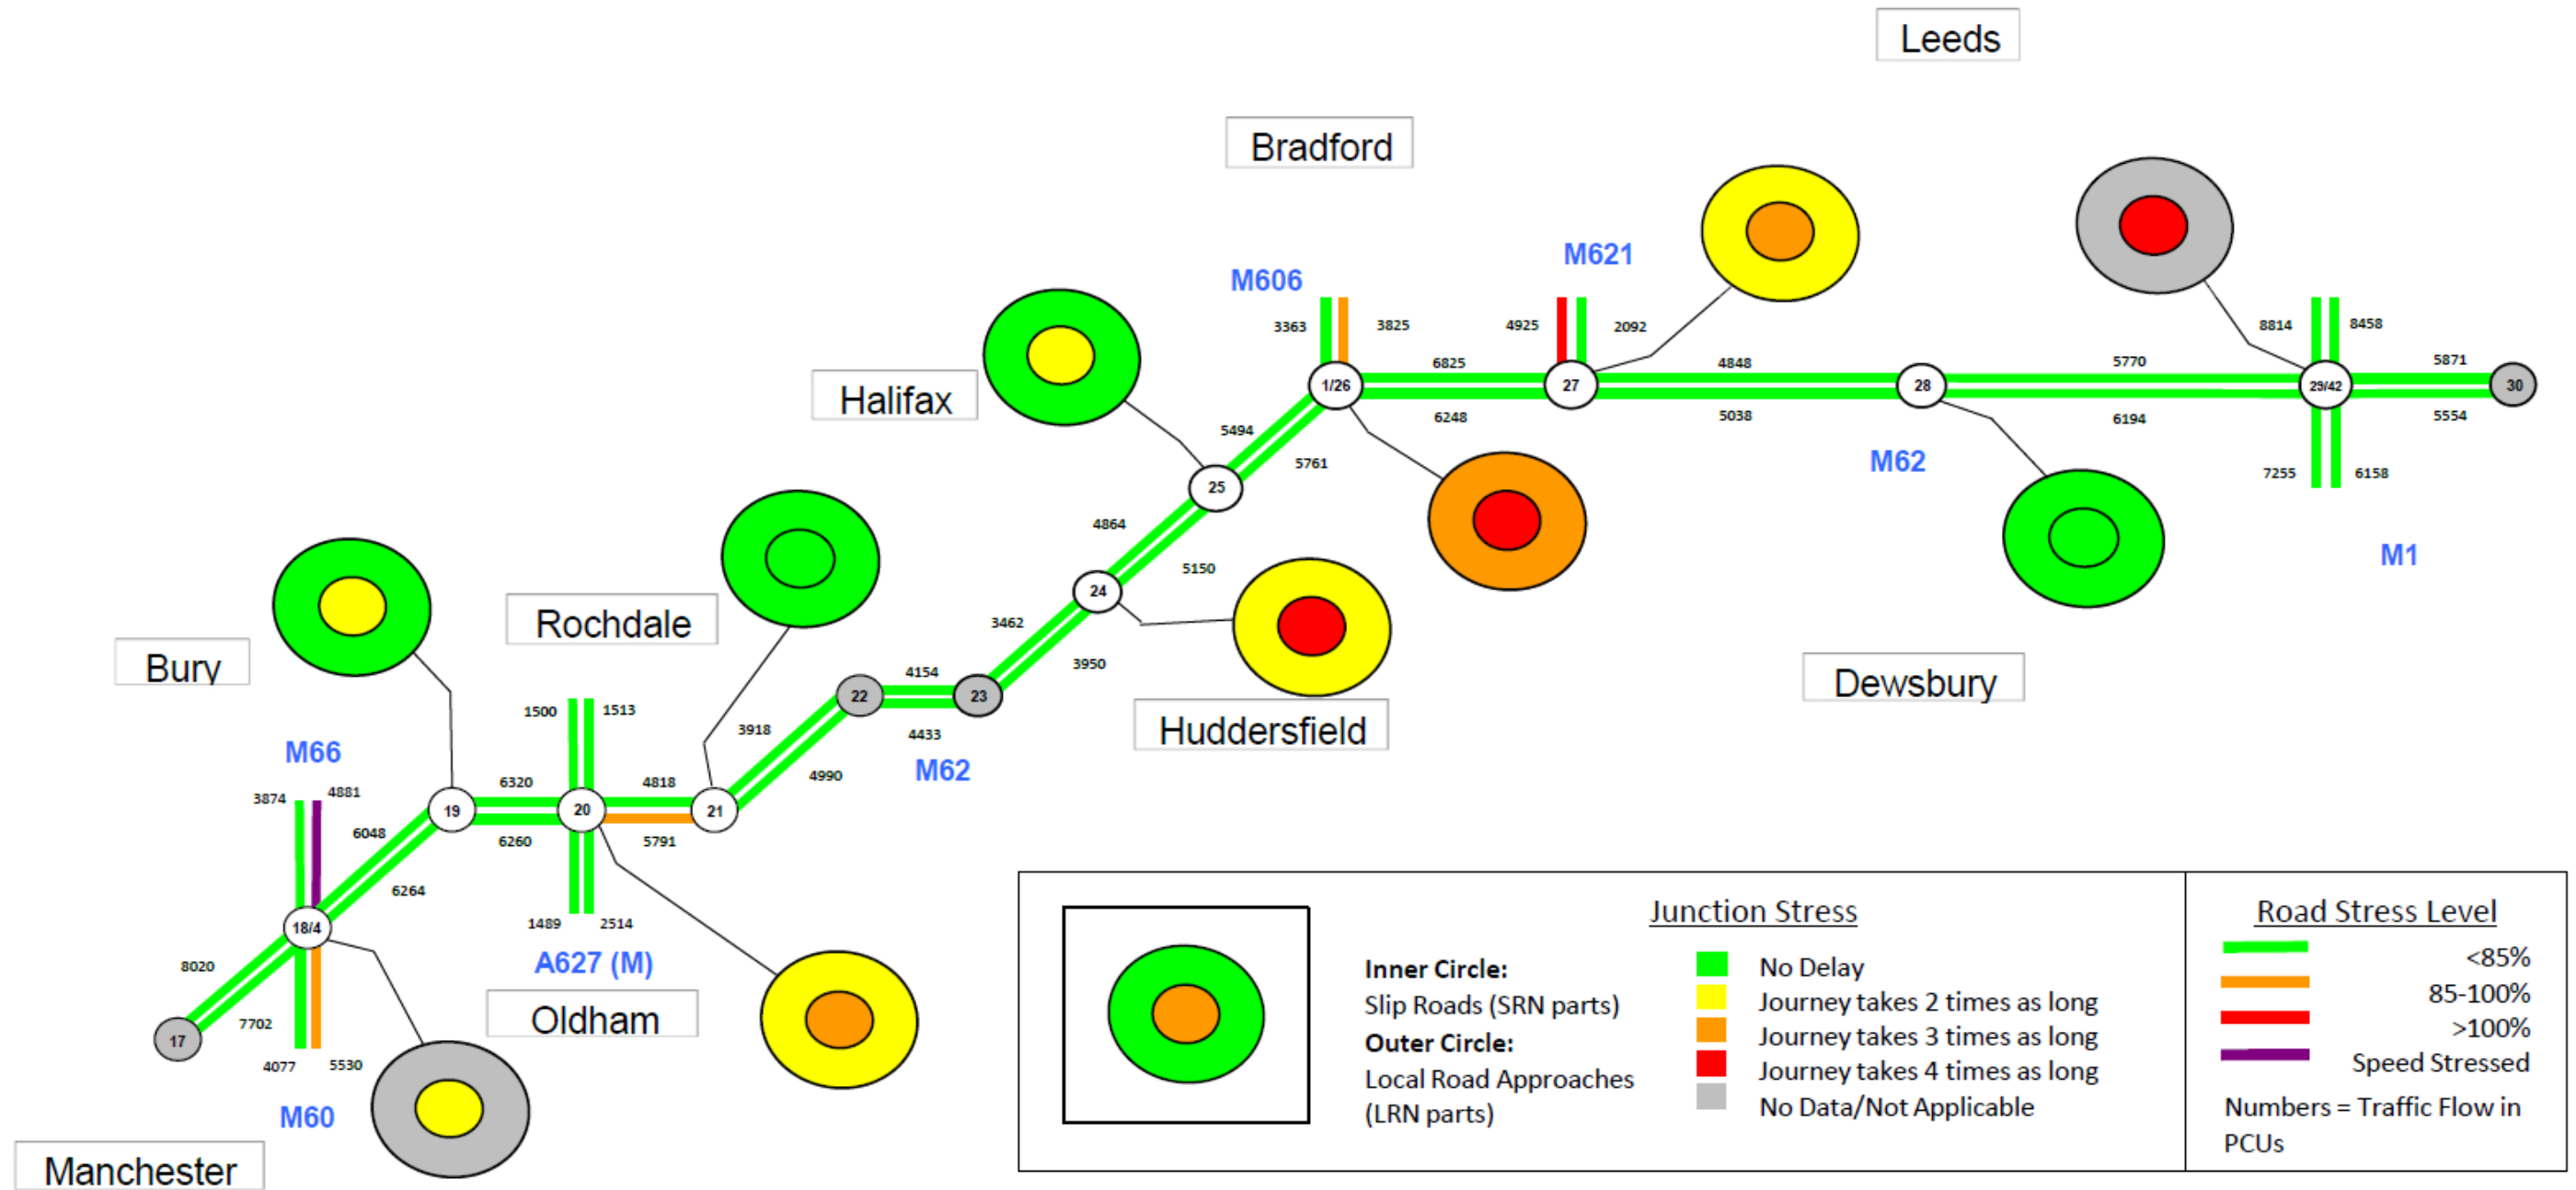 Leeds
Bradford
M621
M606
3363
3825
4925
2092
8814
8458
6825
4848
5770
5871
1/26
27
28
29/42
30
6248
5038
6194
5554
Halifax
5494
5761
M62
7255
6158
25
4864
5150
M1
24
Rochdale
3462
3950
Bury
4154
22
23
4433
M62
Huddersfield
Dewsbury
1500
1513
3918
4990
M66
3874
4881
6320
4818
19
20
21
6048
6260
5791
6264
18/4
1489
2514
8020
A627 (M)
7702
Oldham
17
4077
5530
M60
Manchester
Junction Stress
Inner Circle:
Slip Roads (SRN parts)
Outer Circle:
Local Road Approaches
(LRN parts)
No Delay
Journey takes 2 times as long
Journey takes 3 times as long
Journey takes 4 times as long
No Data/Not Applicable
Road Stress Level
<85%
85-100%
>100%
Speed Stressed
Numbers = Traffic Flow in
PCUs